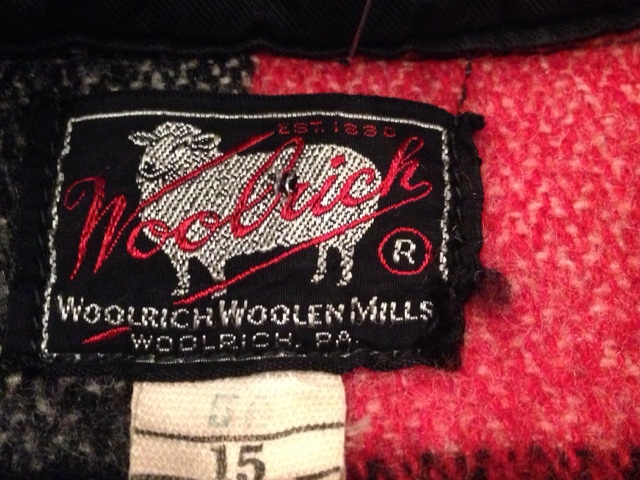 EST. 1830
Woolrich
®
WOOLRICH WOOLEN MILLS
WOOLRICH, PA.
15